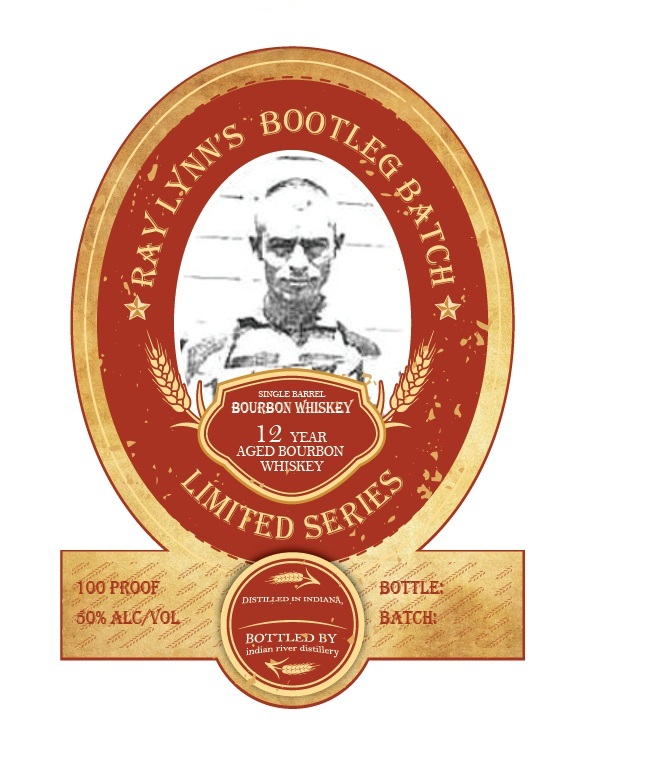 RAY LYNN'S BOOTLEG BATCH
SINGLE BARREL
BOURBON WHISKEY
12 YEAR
AGED BOURBON
WHISKEY
LIMITED SERIES
100 PROOF
50% ALC/VOL
DISTILLED IN INDIANA,
BOTTLED BY
indian river distillery
BOTTLE:
BATCH: